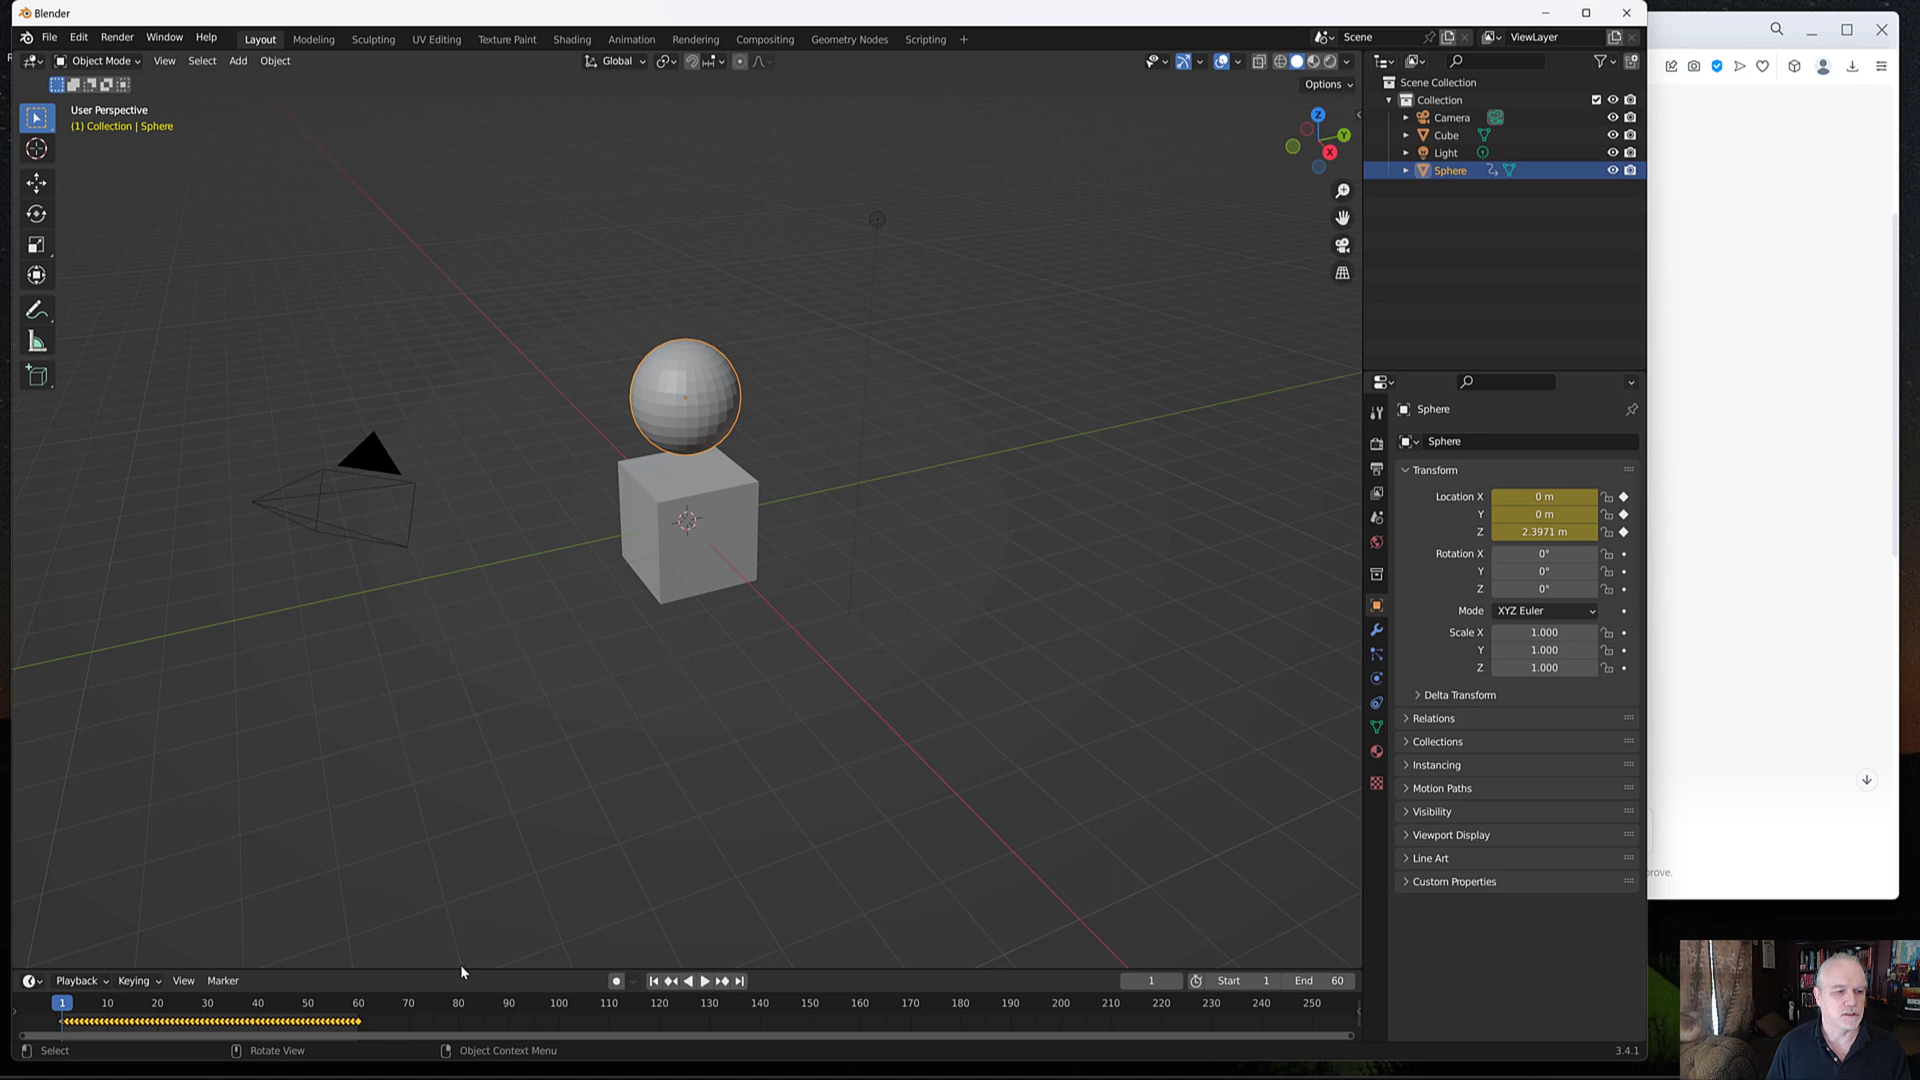 Blender
File Edit Render Window Help
Layout Modeling Sculpting UV Editing Texture Paint Shading Animation Rendering Compositing Geometry Nodes Scripting +
Scene
ViewLayer
Object Mode View Select Add Object
Global
Options
User Perspective
(1) Collection | Sphere
Z
Y
X
Scene Collection
Collection
Camera
Cube
Light
Sphere
Sphere
Sphere
Transform
Location X 0 m
Y 0 m
Z 2.3971 m
Rotation X 0°
Y 0°
Z 0°
Mode XYZ Euler
Scale X 1.000
Y 1.000
Z 1.000
Delta Transform
Relations
Collections
Instancing
Motion Paths
Visibility
Viewport Display
Line Art
Custom Properties
rove.
Playback Keying View Marker
1 Start 1 End 60
1 10 20 30 40 50 60 70 80 90 100 110 120 130 140 150 160 170 180 190 200 210 220 230 240 250
Select Rotate View Object Context Menu
3.4.1